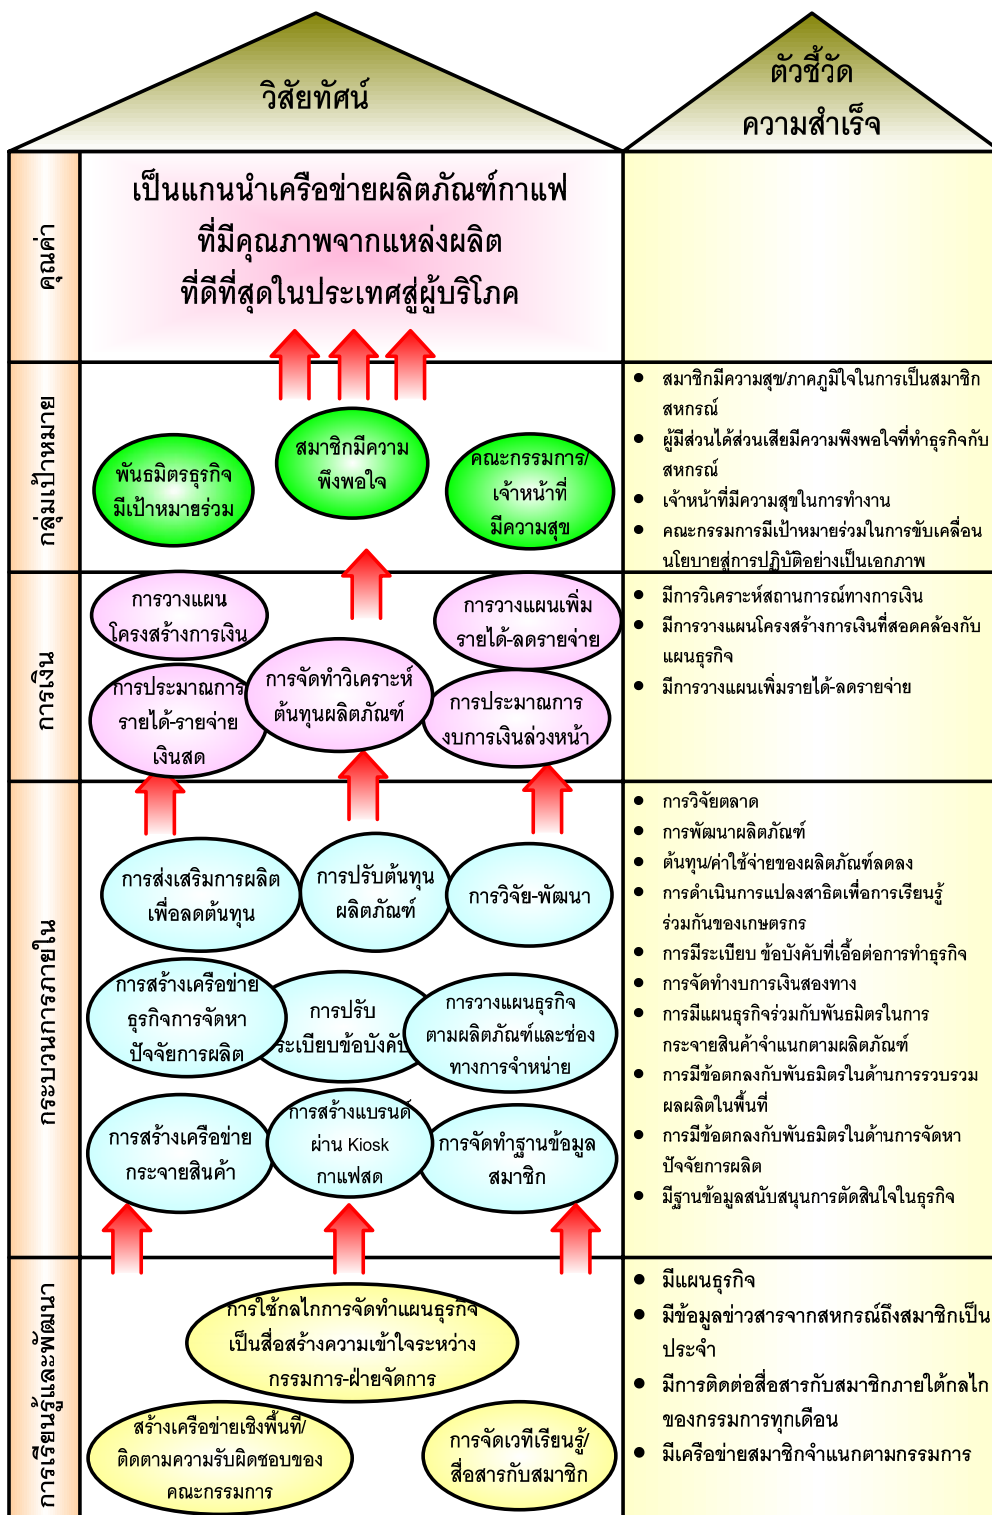 วิสัยทัศน์
ตัวชี้วัด
ความสำเร็จ
คุณค่า
เป็นแกนนำเครือข่ายผลิตภัณฑ์กาแฟ
ที่มีคุณภาพจากแหล่งผลิต
ที่ดีที่สุดในประเทศสู่ผู้บริโภค
กลุ่มเป้าหมาย
พันธมิตรธุรกิจ
มีเป้าหมายร่วม
สมาชิกมีความ
พึงพอใจ
คณะกรรมการ/
เจ้าหน้าที่
มีความสุข
● สมาชิกมีความสุข/ภาคภูมิใจในการเป็นสมาชิก
สหกรณ์
● ผู้มีส่วนได้ส่วนเสียมีความพึงพอใจที่ทำธุรกิจกับ
สหกรณ์
● เจ้าหน้าที่มีความสุขในการทำงาน
● คณะกรรมการมีเป้าหมายร่วมในการขับเคลื่อน
นโยบายสู่การปฏิบัติอย่างเป็นเอกภาพ
การเงิน
การวางแผน
โครงสร้างการเงิน
การวางแผนเพิ่ม
รายได้-ลดรายจ่าย
การประมาณการ
รายได้-รายจ่าย
เงินสด
การจัดทำวิเคราะห์
ต้นทุนผลิตภัณฑ์
การประมาณการ
งบการเงินล่วงหน้า
● มีการวิเคราะห์สถานการณ์ทางการเงิน
● มีการวางแผนโครงสร้างการเงินที่สอดคล้องกับ
แผนธุรกิจ
● มีการวางแผนเพิ่มรายได้-ลดรายจ่าย
กระบวนการภายใน
การส่งเสริมการผลิต
เพื่อลดต้นทุน
การปรับต้นทุน
ผลิตภัณฑ์
การวิจัย-พัฒนา
การสร้างเครือข่าย
ธุรกิจการจัดหา
ปัจจัยการผลิต
การปรับ
ระเบียบข้อบังคับ
การวางแผนธุรกิจ
ตามผลิตภัณฑ์และช่อง
ทางการจำหน่าย
การสร้างเครือข่าย
กระจายสินค้า
การสร้างแบรนด์
ผ่าน Kiosk
กาแฟสด
การจัดทำฐานข้อมูล
สมาชิก
● การวิจัยตลาด
● การพัฒนาผลิตภัณฑ์
● ต้นทุน/ค่าใช้จ่ายของผลิตภัณฑ์ลดลง
● การดำเนินการแปลงสาธิตเพื่อการเรียนรู้
ร่วมกันของเกษตรกร
● การมีระเบียบ ข้อบังคับที่เอื้อต่อการทำธุรกิจ
● การจัดทำงบการเงินสองทาง
● การมีแผนธุรกิจร่วมกับพันธมิตรในการ
กระจายสินค้าจำแนกตามผลิตภัณฑ์
● การมีข้อตกลงกับพันธมิตรในด้านการรวบรวม
ผลผลิตในพื้นที่
● การมีข้อตกลงกับพันธมิตรในด้านการจัดหา
ปัจจัยการผลิต
● มีฐานข้อมูลสนับสนุนการตัดสินใจในธุรกิจ
การเรียนรู้และพัฒนา
การใช้กลไกการจัดทำแผนธุรกิจ
เป็นสื่อสร้างความเข้าใจระหว่าง
กรรมการ-ฝ่ายจัดการ
สร้างเครือข่ายเชิงพื้นที่/
ติดตามความรับผิดชอบของ
คณะกรรมการ
การจัดเวทีเรียนรู้/
สื่อสารกับสมาชิก
● มีแผนธุรกิจ
● มีข้อมูลข่าวสารจากสหกรณ์ถึงสมาชิกเป็น
ประจำ
● มีการติดต่อสื่อสารกับสมาชิกภายใต้กลไก
ของกรรมการทุกเดือน
● มีเครือข่ายสมาชิกจำแนกตามกรรมการ